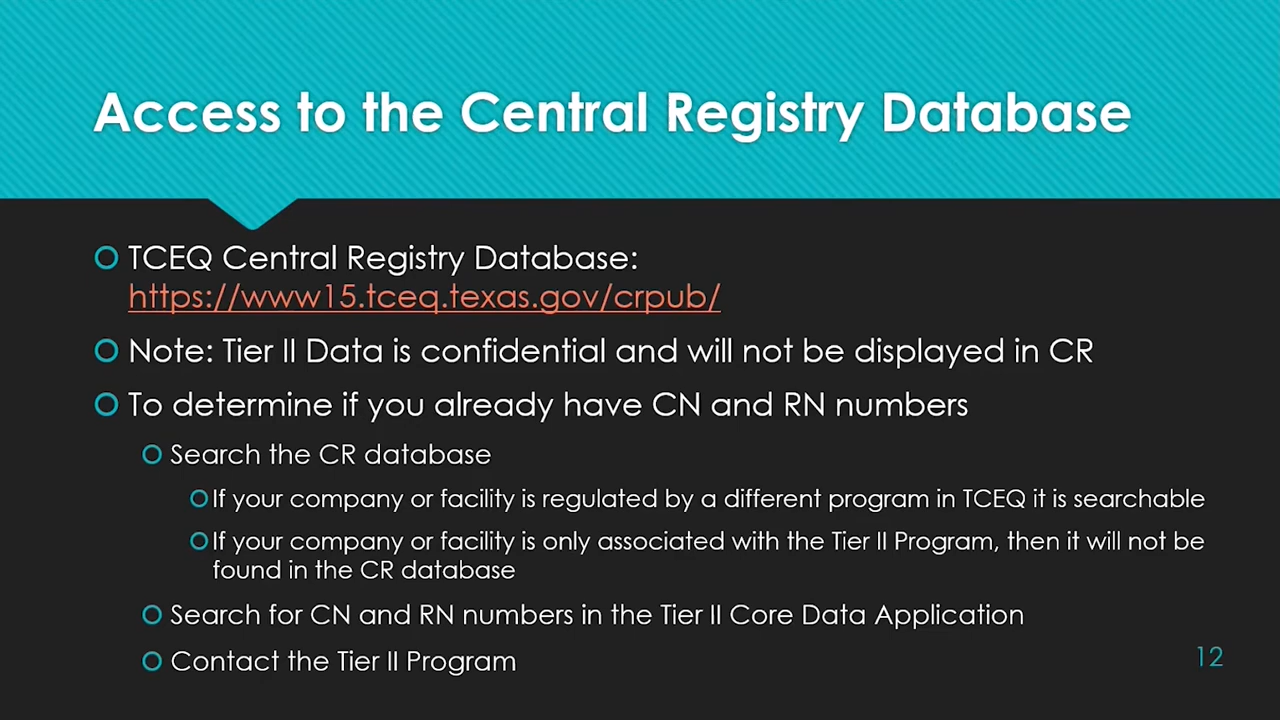 Access to the Central Registry Database
TCEQ Central Registry Database:
https://www15.tceq.texas.gov/crpub/
Note: Tier II Data is confidential and will not be displayed in CR
To determine if you already have CN and RN numbers
Search the CR database
If your company or facility is regulated by a different program in TCEQ it is searchable
If your company or facility is only associated with the Tier II Program, then it will not be
found in the CR database
Search for CN and RN numbers in the Tier II Core Data Application
Contact the Tier II Program
12